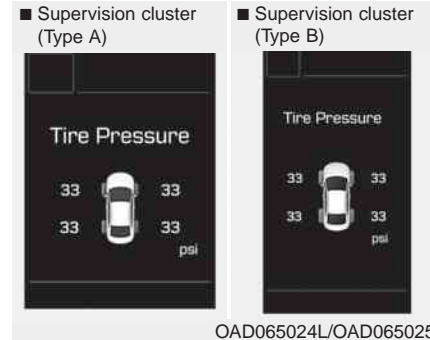 ■ Supervision cluster
(Type A)
Tire Pressure
33 33
33 33
psi
■ Supervision cluster
(Type B)
Tire Pressure
33 33
33 33
psi
OAD065024L/OAD065025